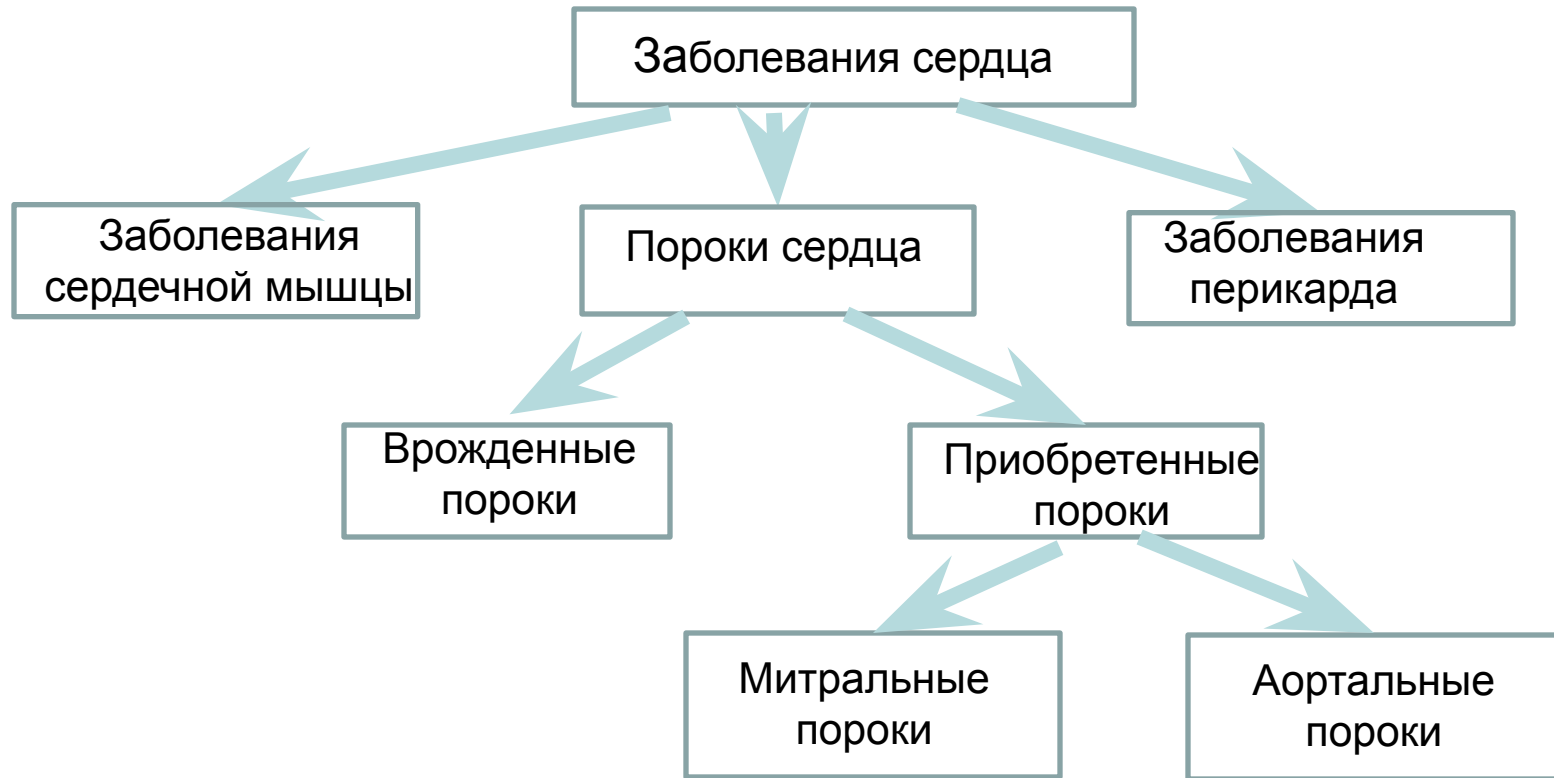 Заболевания сердца
Заболевания
сердечной мышцы
Пороки сердца
Заболевания
перикарда
Врожденные
пороки
Приобретенные
пороки
Митральные
пороки
Аортальные
пороки